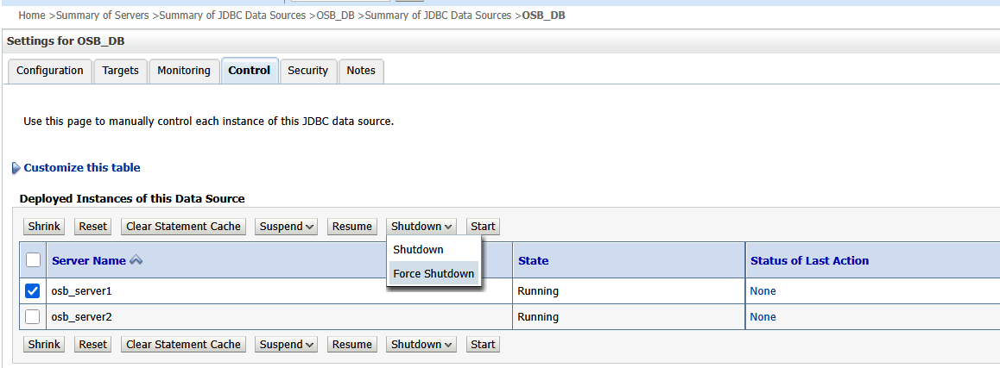 Home >Summary of Servers >Summary of JDBC Data Sources >OSB_DB >Summary of JDBC Data Sources >OSB_DB
Settings for OSB_DB
Configuration Targets Monitoring Control Security Notes
Use this page to manually control each instance of this JDBC data source.
Customize this table
Deployed Instances of this Data Source
Shrink Reset Clear Statement Cache Suspend Resume Shutdown Start
Shutdown
Force Shutdown
Server Name State Status of Last Action
osb_server1 Running None
osb_server2 Running None
Shrink Reset Clear Statement Cache Suspend Resume Shutdown Start